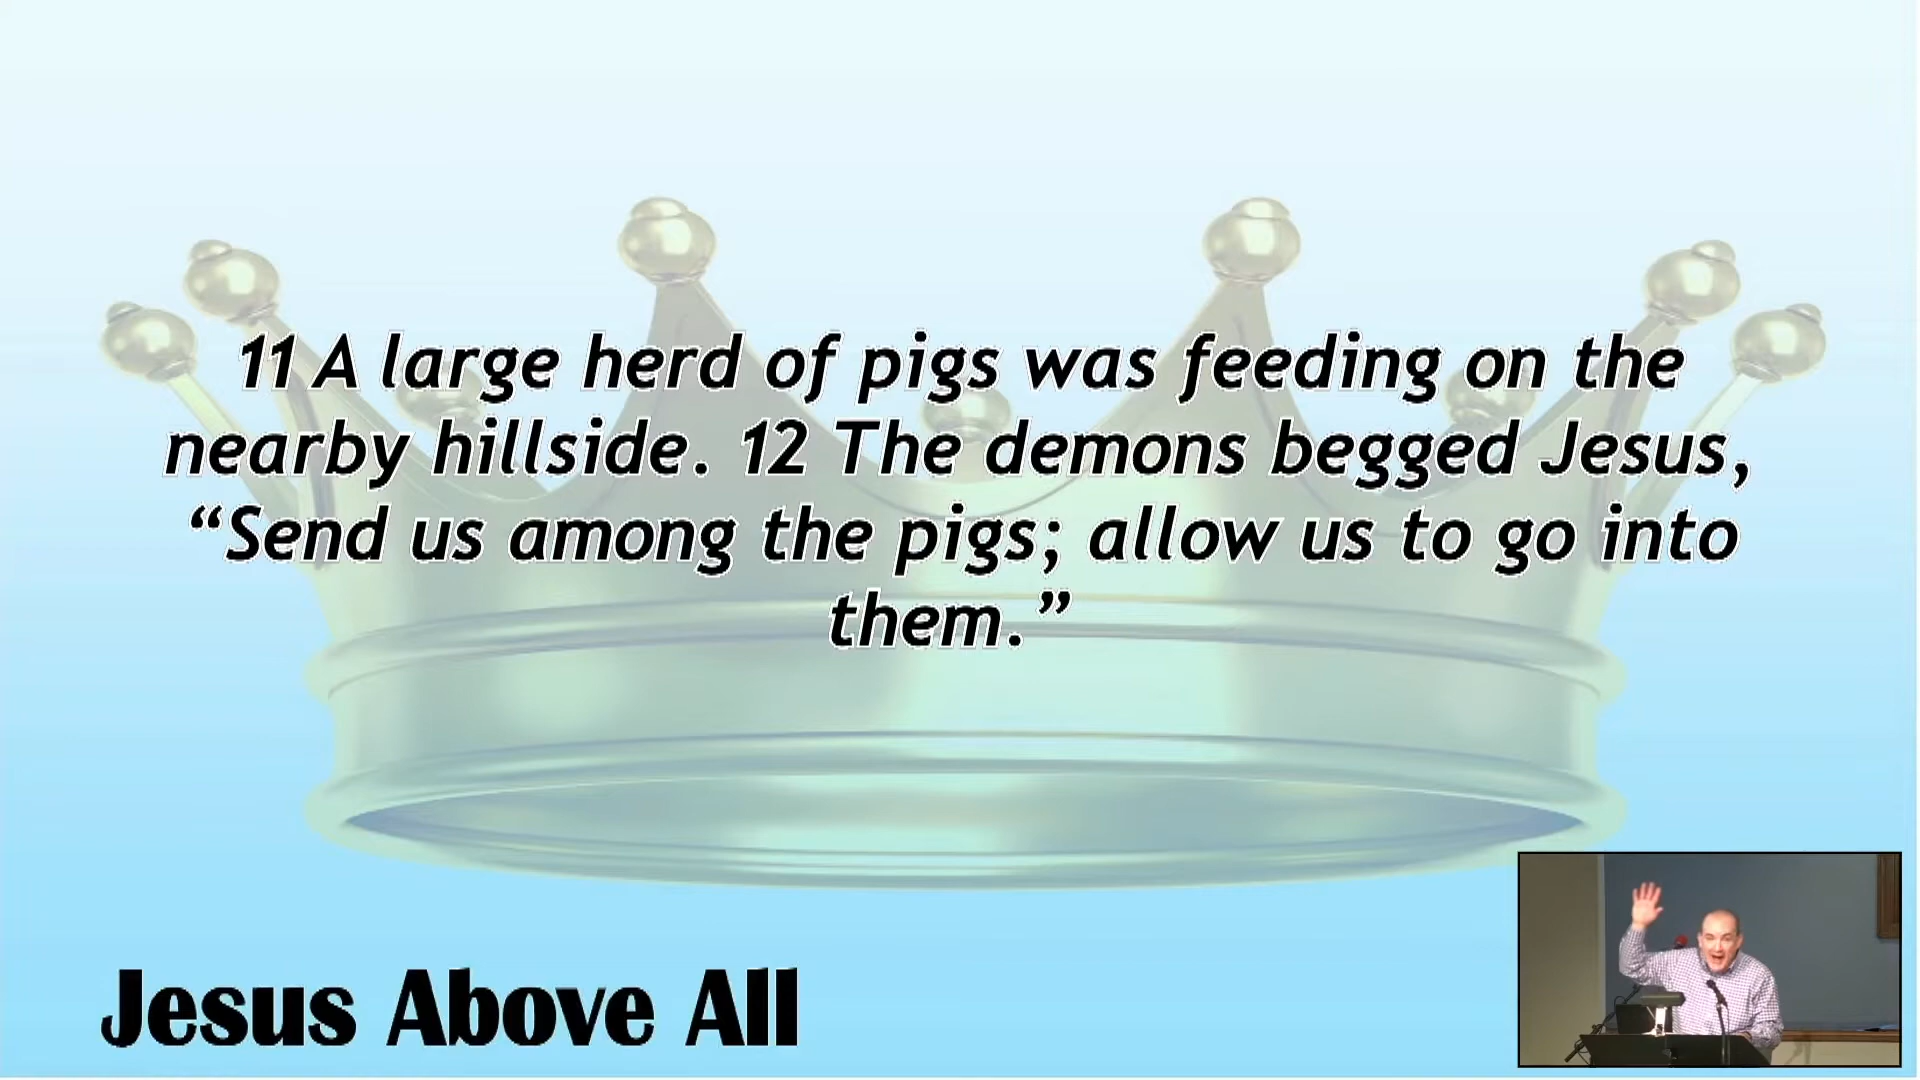 11 A large herd of pigs was feeding on the
nearby hillside. 12 The demons begged Jesus,
“Send us among the pigs; allow us to go into
them.”
Jesus Above All